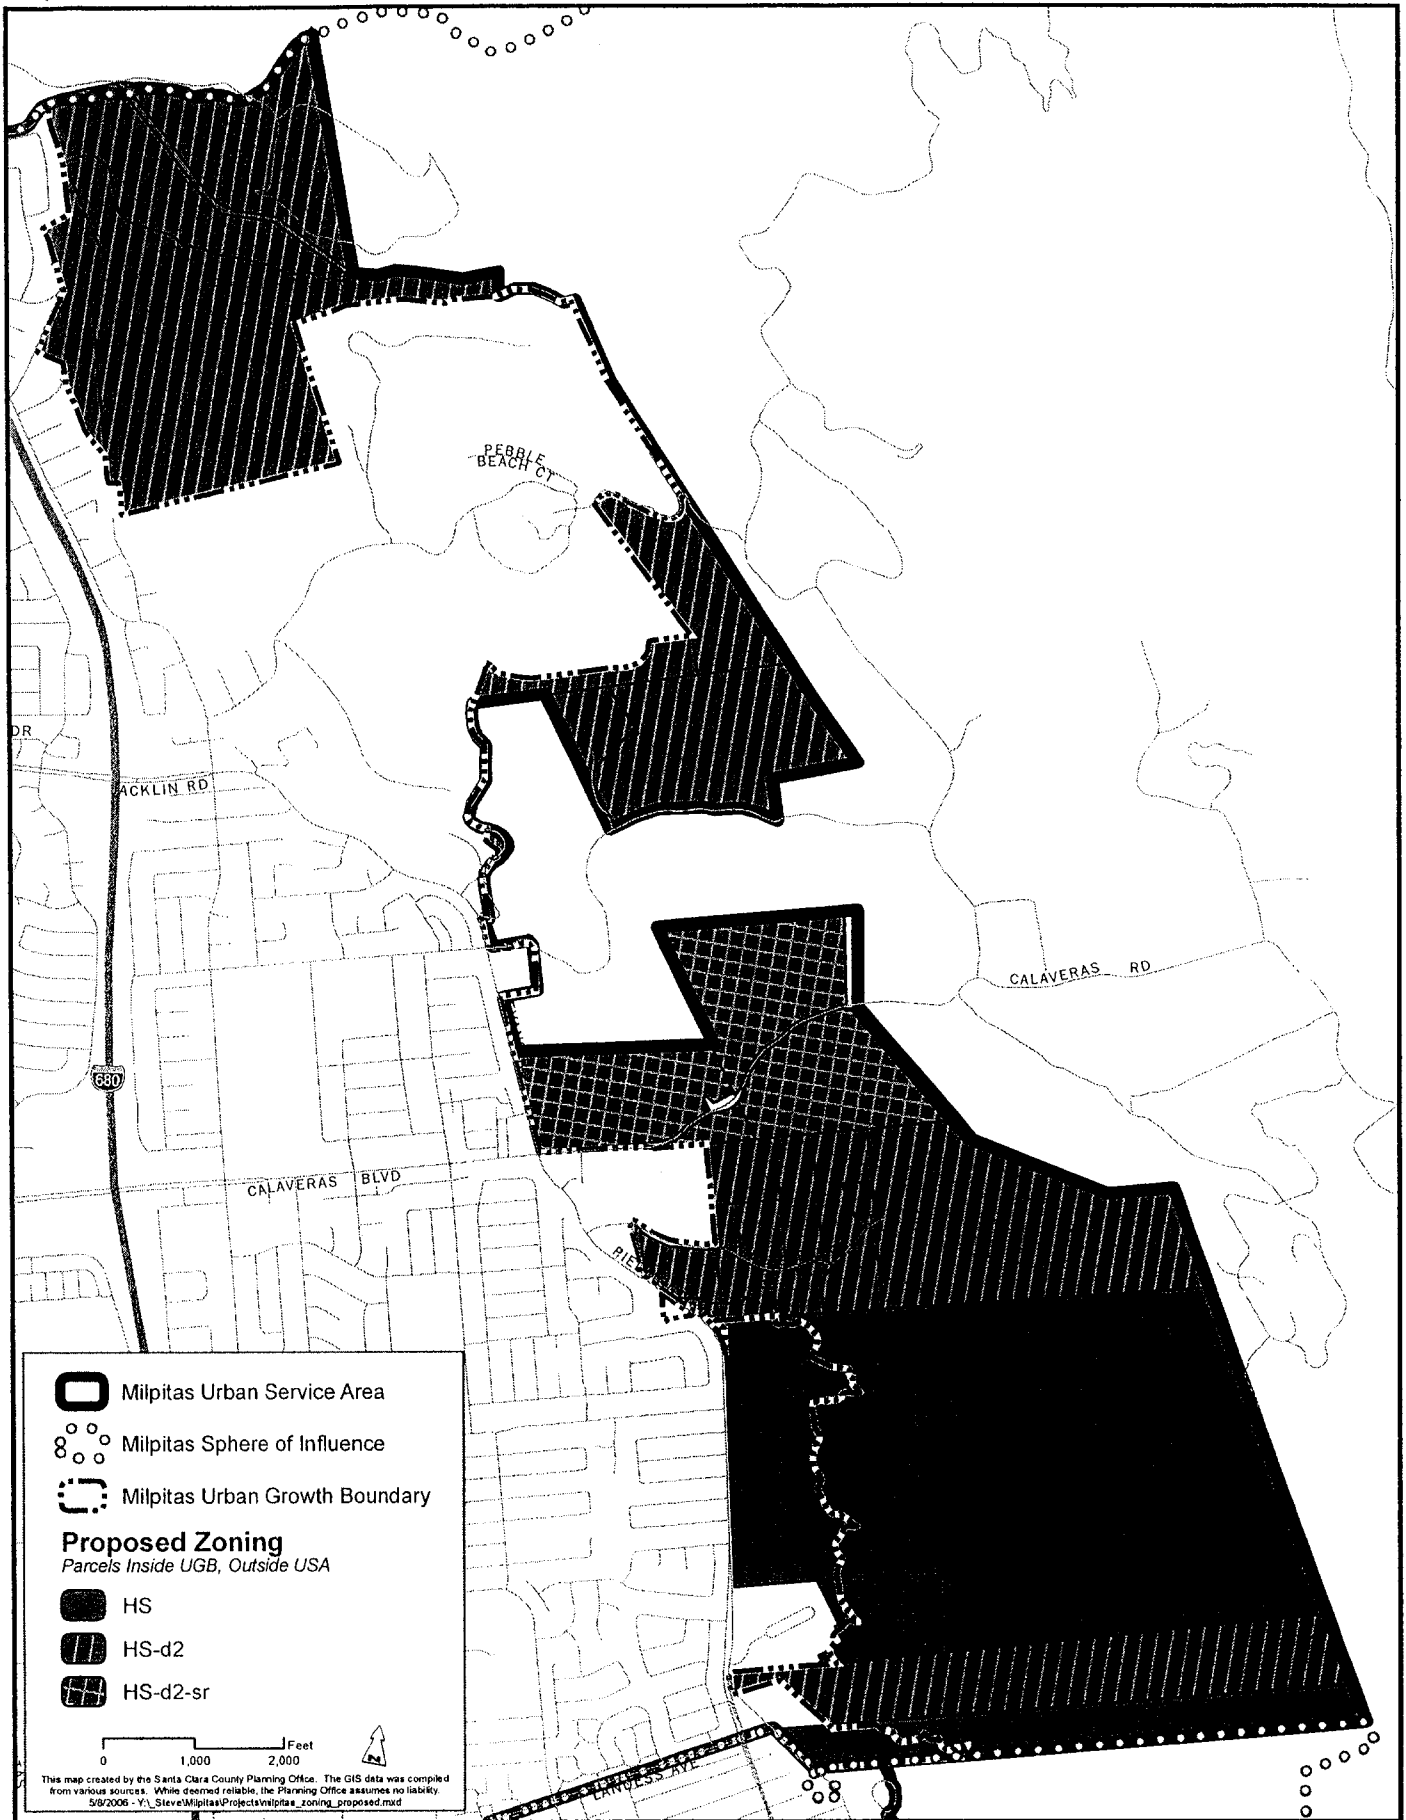 PEBBLE
BEACH CT
DR
ACKLIN RD
CALAVERAS RD
680
CALAVERAS BLVD
PIE
LANDESS AVE
Milpitas Urban Service Area
Milpitas Sphere of Influence
Milpitas Urban Growth Boundary
Proposed Zoning
Parcels Inside UGB, Outside USA
HS
HS-d2
HS-d2-sr
Feet
0 1,000 2,000
N
This map created by the Santa Clara County Planning Office. The GIS data was compiled
from various sources. While deemed reliable, the Planning Office assumes no liability.
5/8/2006 - Y:\_Steve\Milpitas\Projects\milpitas_zoning_proposed.mxd